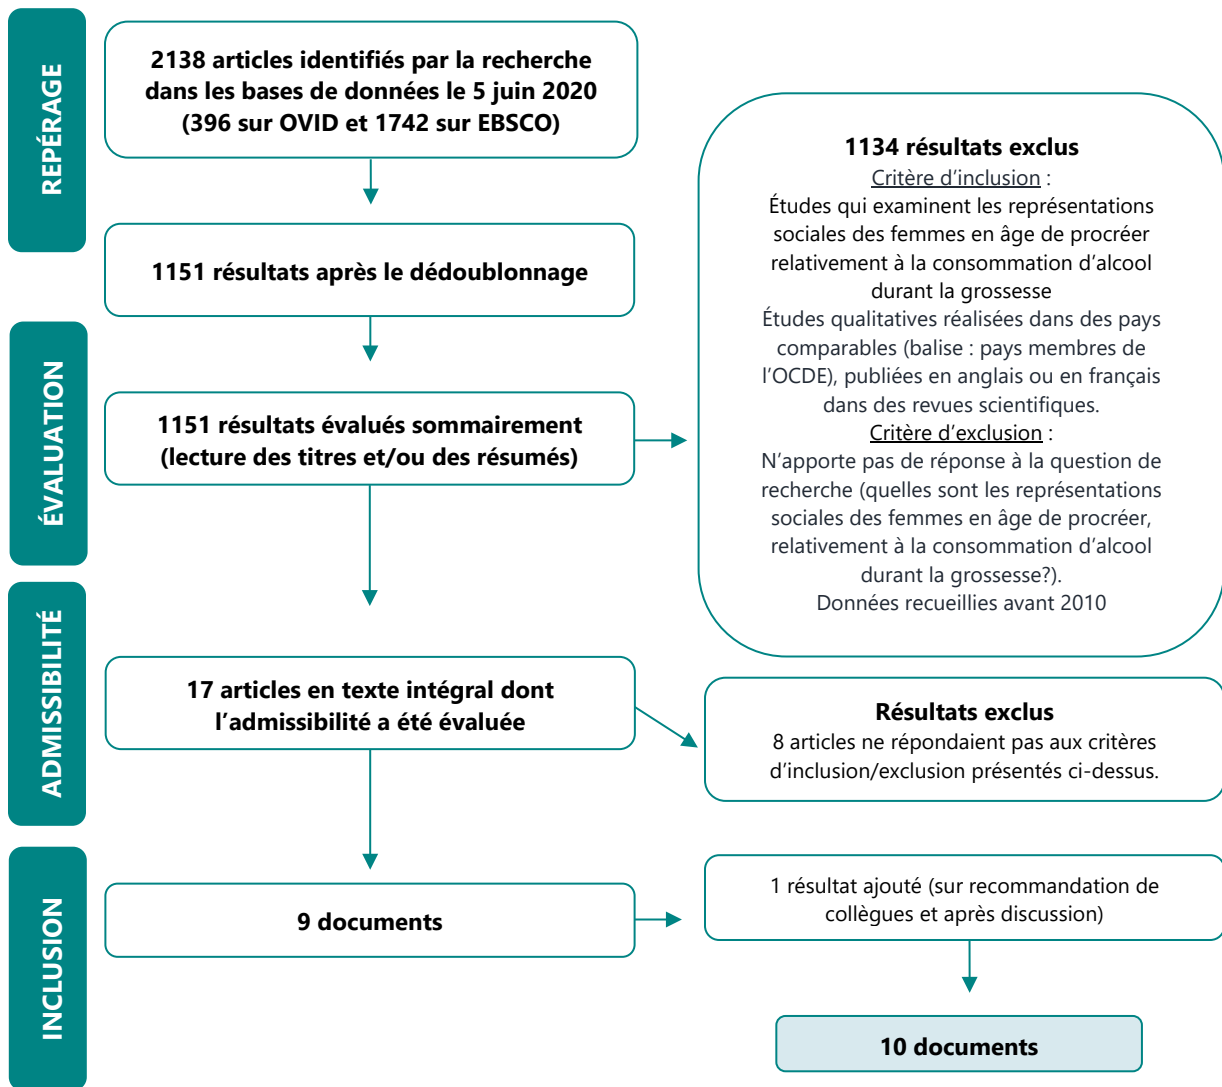 REPÉRAGE
2138 articles identifiés par la recherche
dans les bases de données le 5 juin 2020
(396 sur OVID et 1742 sur EBSCO)
1151 résultats après le dédoublonnage
ÉVALUATION
1151 résultats évalués sommairement
(lecture des titres et/ou des résumés)
1134 résultats exclus
Critère d'inclusion :
Études qui examinent les représentations
sociales des femmes en âge de procréer
relativement à la consommation d'alcool
durant la grossesse
Études qualitatives réalisées dans des pays
comparables (balise : pays membres de
l'OCDE), publiées en anglais ou en français
dans des revues scientifiques.
Critère d'exclusion :
N'apporte pas de réponse à la question de
recherche (quelles sont les représentations
sociales des femmes en âge de procréer,
relativement à la consommation d'alcool
durant la grossesse?).
Données recueillies avant 2010
ADMISSIBILITÉ
17 articles en texte intégral dont
l'admissibilité a été évaluée
Résultats exclus
8 articles ne répondaient pas aux critères
d'inclusion/exclusion présentés ci-dessus.
INCLUSION
9 documents
1 résultat ajouté (sur recommandation de
collègues et après discussion)
10 documents